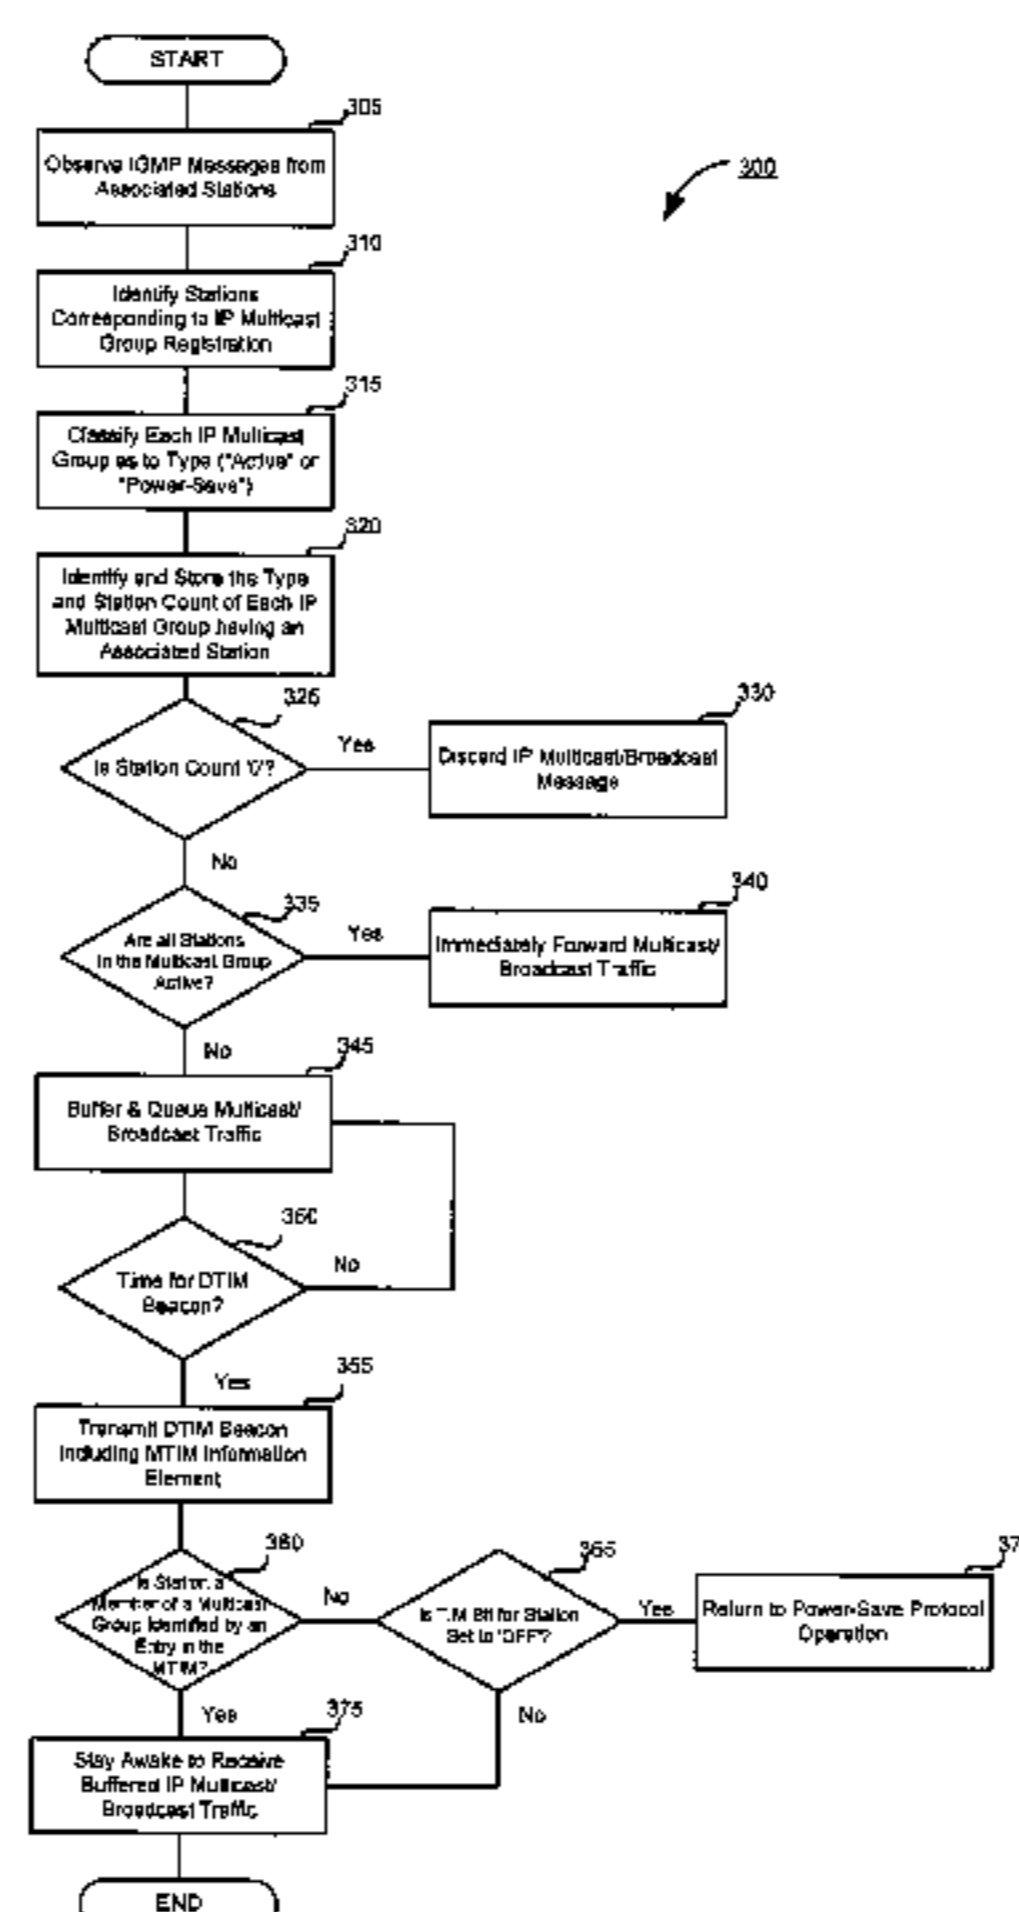 START
305
Observe IGMP Messages from
Associated Stations
300
310
Identify Stations
Corresponding to IP Multicast
Group Registration
315
Classify Each IP Multicast
Group as to Type ("Active" or
"Power-Save")
320
Identify and Store the Type
and Station Count of Each IP
Multicast Group having an
Associated Station
325
Is Station Count '0'?
Yes
330
Discard IP Multicast/Broadcast
Message
No
335
Are all Stations
in the Multicast Group
Active?
Yes
340
Immediately Forward Multicast/
Broadcast Traffic
No
345
Buffer & Queue Multicast/
Broadcast Traffic
350
Time for DTIM
Beacon?
No
Yes
355
Transmit DTIM Beacon
Including MTIM Information
Element
360
Is Station a
Member of a Multicast
Group Identified by an
Entry in the
MTIM?
No
365
Is TIM Bit for Station
Set to 'OFF'?
Yes
37
Return to Power-Save Protocol
Operation
Yes
No
375
Stay Awake to Receive
Buffered IP Multicast/
Broadcast Traffic
END